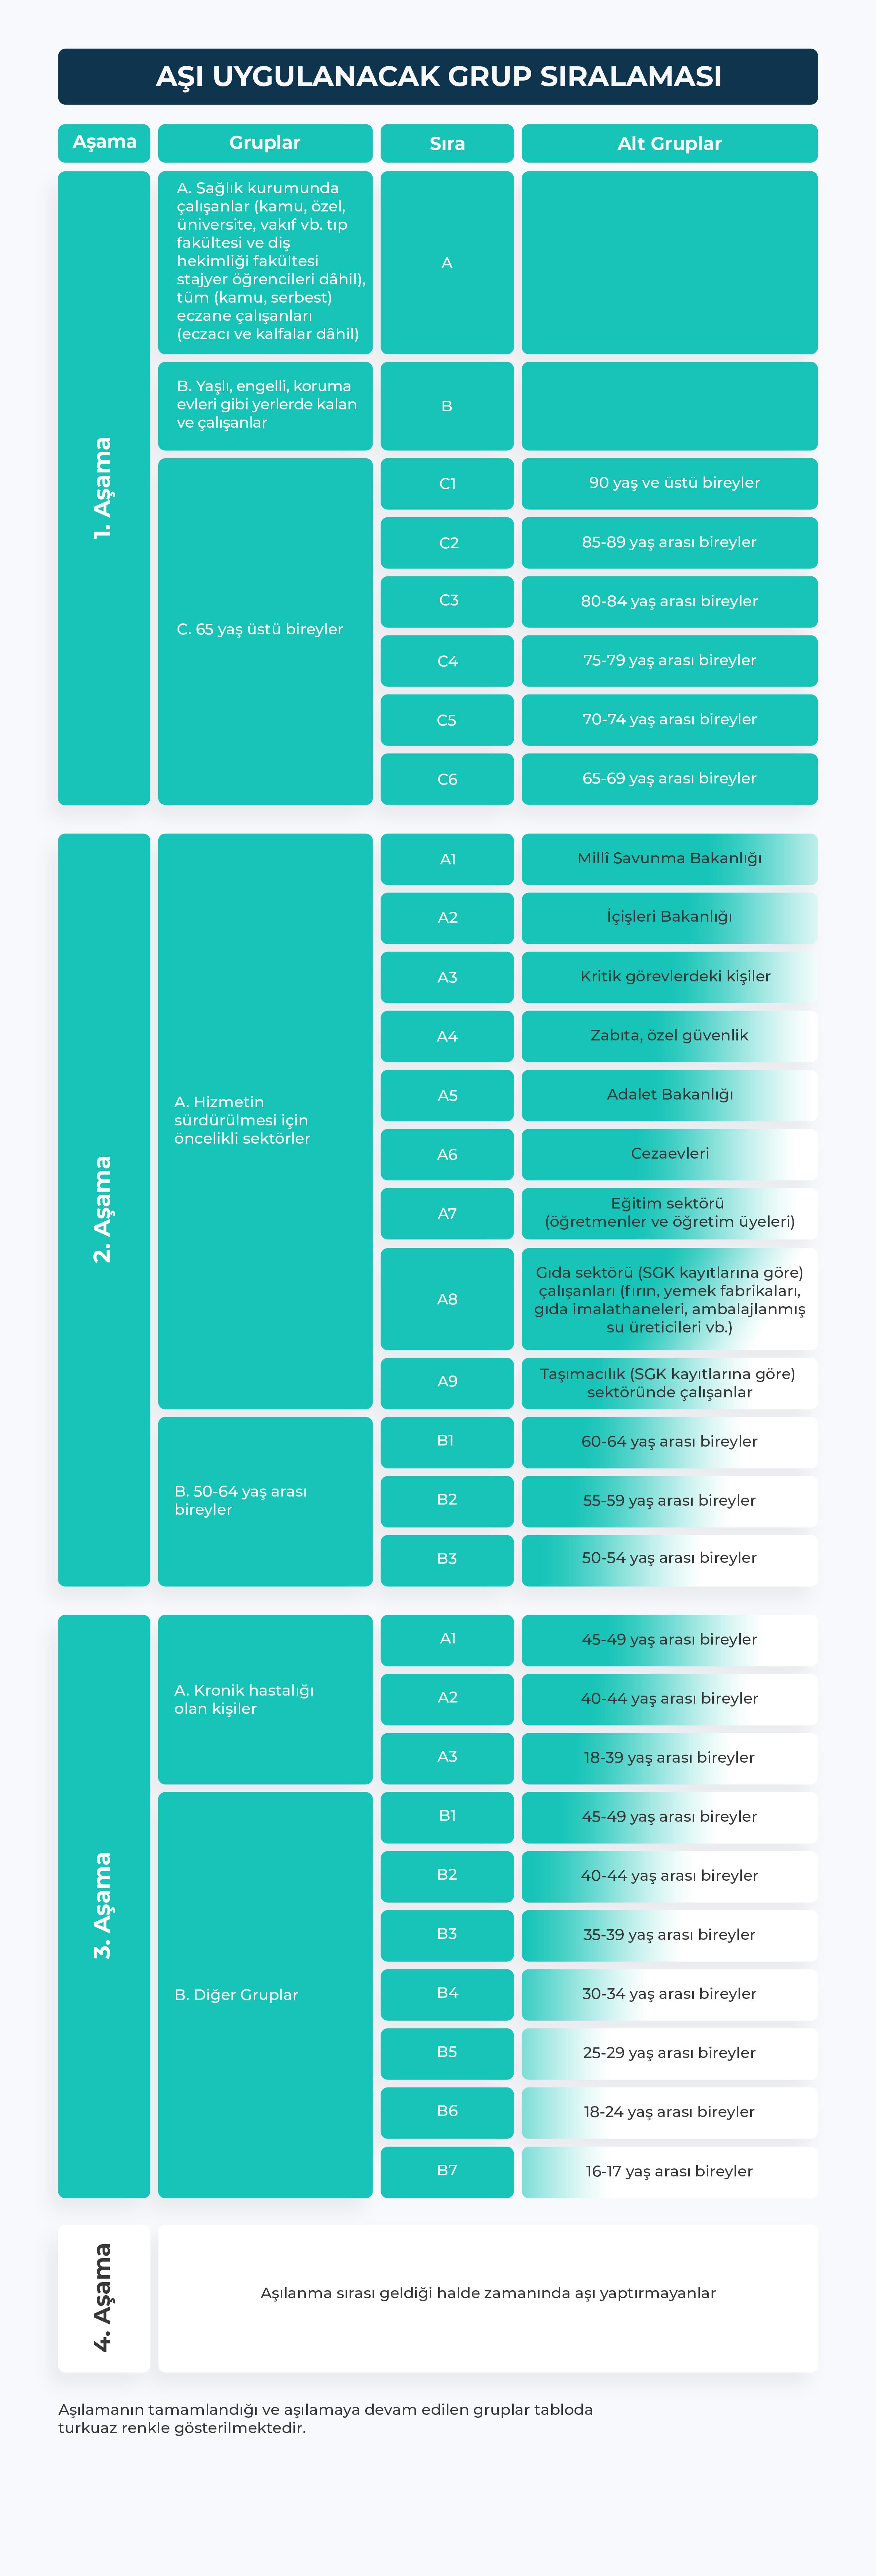 AŞI UYGULANACAK GRUP SIRALAMASI
Aşama
Gruplar
Sıra
Alt Gruplar
1. Aşama
A. Sağlık kurumunda
çalışanlar (kamu, özel,
üniversite, vakıf vb. tıp
fakültesi ve diş
hekimliği fakültesi
stajyer öğrencileri dâhil),
tüm (kamu, serbest)
eczane çalışanları
(eczacı ve kalfalar dâhil)
A
B. Yaşlı, engelli, koruma
evleri gibi yerlerde kalan
ve çalışanlar
B
C. 65 yaş üstü bireyler
C1
90 yaş ve üstü bireyler
C2
85-89 yaş arası bireyler
C3
80-84 yaş arası bireyler
C4
75-79 yaş arası bireyler
C5
70-74 yaş arası bireyler
C6
65-69 yaş arası bireyler
2. Aşama
A. Hizmetin
sürdürülmesi için
öncelikli sektörler
A1
Millî Savunma Bakanlığı
A2
İçişleri Bakanlığı
A3
Kritik görevlerdeki kişiler
A4
Zabıta, özel güvenlik
A5
Adalet Bakanlığı
A6
Cezaevleri
A7
Eğitim sektörü
(öğretmenler ve öğretim üyeleri)
A8
Gıda sektörü (SGK kayıtlarına göre)
çalışanları (fırın, yemek fabrikaları,
gıda imalathaneleri, ambalajlanmış
su üreticileri vb.)
A9
Taşımacılık (SGK kayıtlarına göre)
sektöründe çalışanlar
B. 50-64 yaş arası
bireyler
B1
60-64 yaş arası bireyler
B2
55-59 yaş arası bireyler
B3
50-54 yaş arası bireyler
3. Aşama
A. Kronik hastalığı
olan kişiler
A1
45-49 yaş arası bireyler
A2
40-44 yaş arası bireyler
A3
18-39 yaş arası bireyler
B. Diğer Gruplar
B1
45-49 yaş arası bireyler
B2
40-44 yaş arası bireyler
B3
35-39 yaş arası bireyler
B4
30-34 yaş arası bireyler
B5
25-29 yaş arası bireyler
B6
18-24 yaş arası bireyler
B7
16-17 yaş arası bireyler
4. Aşama
Aşılanma sırası geldiği halde zamanında aşı yaptırmayanlar
Aşılamanın tamamlandığı ve aşılamaya devam edilen gruplar tabloda
turkuaz renkle gösterilmektedir.